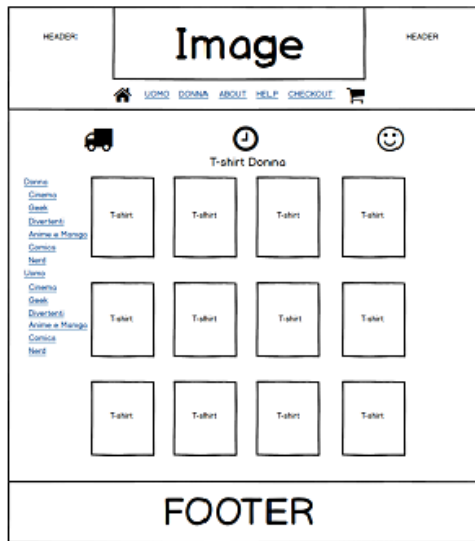 HEADER:
Image
HEADER
UOMO DONNA ABOUT HELP CHECKOUT
T-shirt Donna
Donna
Cinema
Geek
Divertenti
Anime e Manga
Comics
Nerd
Uomo
Cinema
Geek
Divertenti
Anime e Manga
Comics
Nerd
T-shirt T-shirt T-shirt T-shirt
T-shirt T-shirt T-shirt T-shirt
T-shirt T-shirt T-shirt T-shirt
FOOTER